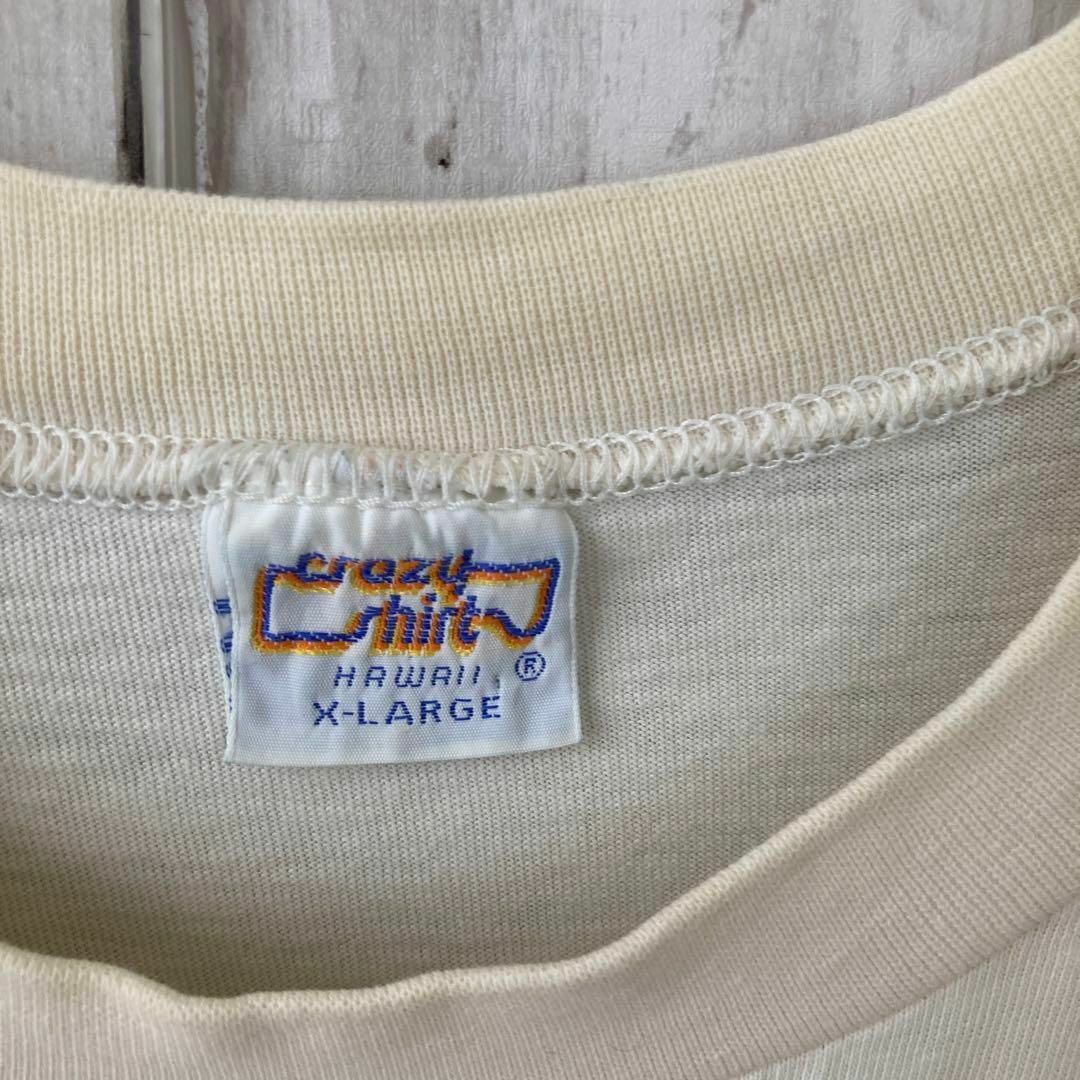 crazy
shirt
HAWAII ®
X-LARGE